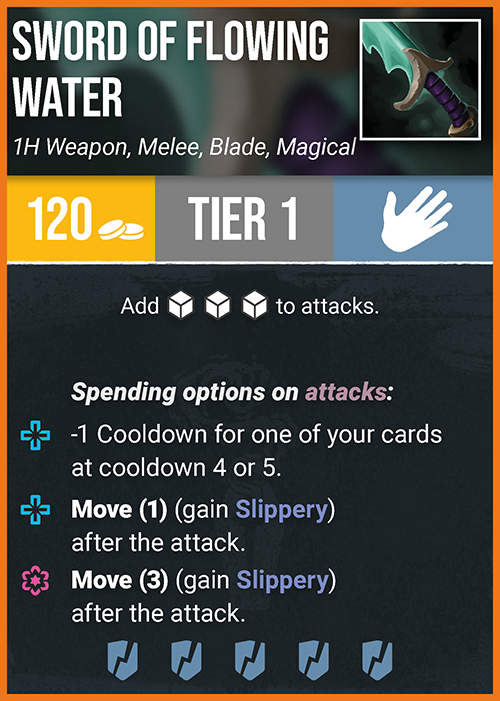 SWORD OF FLOWING
WATER
1H Weapon, Melee, Blade, Magical
120 TIER 1
Add to attacks.
Spending options on attacks:
-1 Cooldown for one of your cards
at cooldown 4 or 5.
Move (1) (gain Slippery)
after the attack.
Move (3) (gain Slippery)
after the attack.